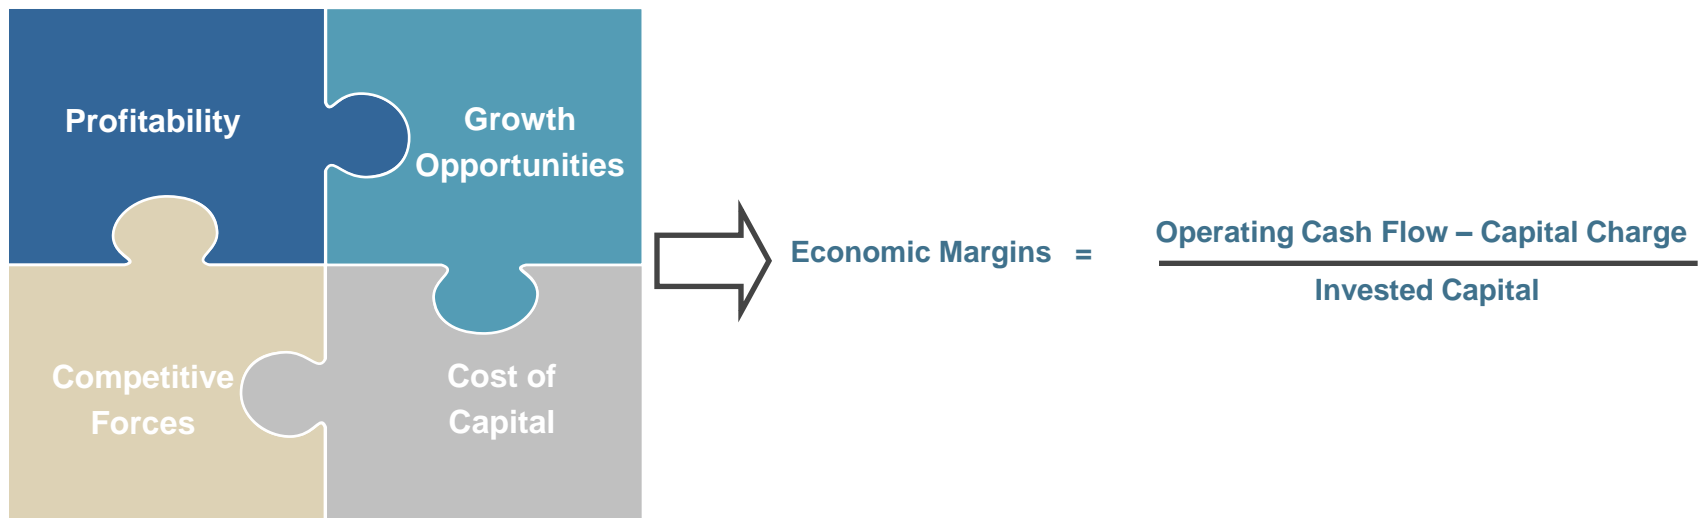 Profitability
Growth
Opportunities
Competitive
Forces
Cost of
Capital
Economic Margins =
Operating Cash Flow – Capital Charge
Invested Capital